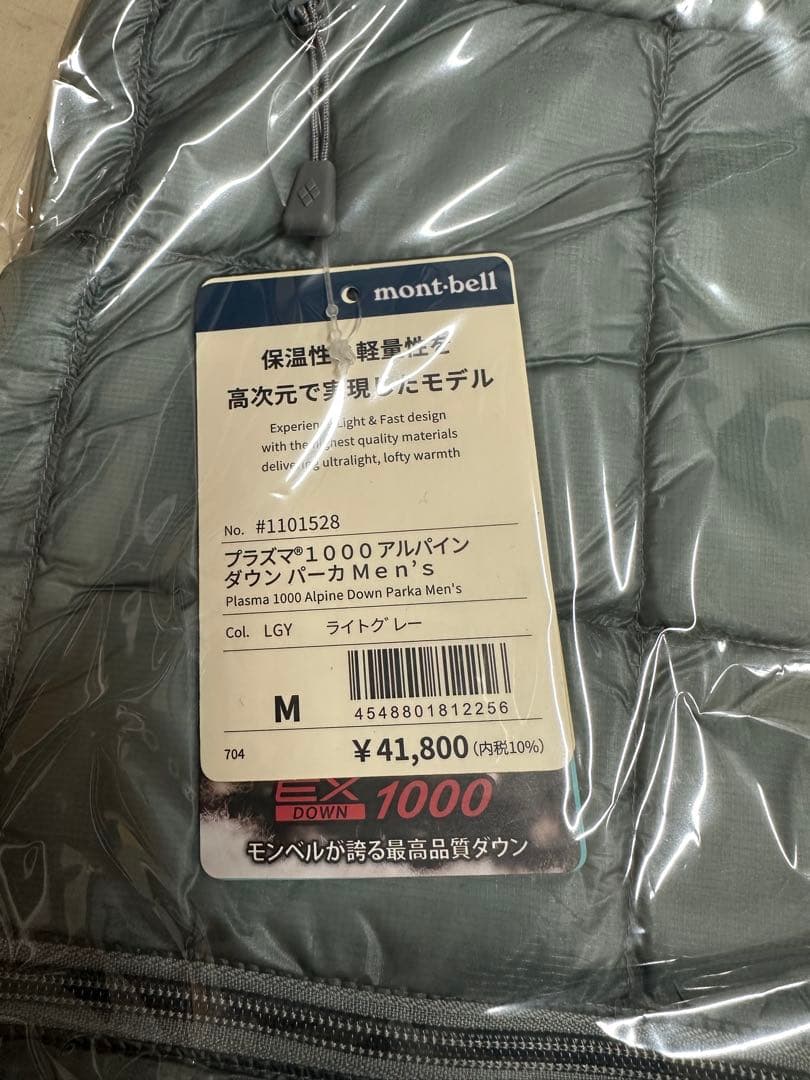 mont-bell
保温性と軽量性を
高次元で実現したモデル
Experience Light & Fast design
with the highest quality materials
delivering ultralight, lofty warmth
No. #1101528
プラズマ®１０００アルパイン
ダウン パーカ Ｍｅｎ’ｓ
Plasma 1000 Alpine Down Parka Men's
Col. LGY ライトグレー
M
4548801812256
704 ￥41,800 (内税10%)
EX
DOWN 1000
モンベルが誇る最高品質ダウン